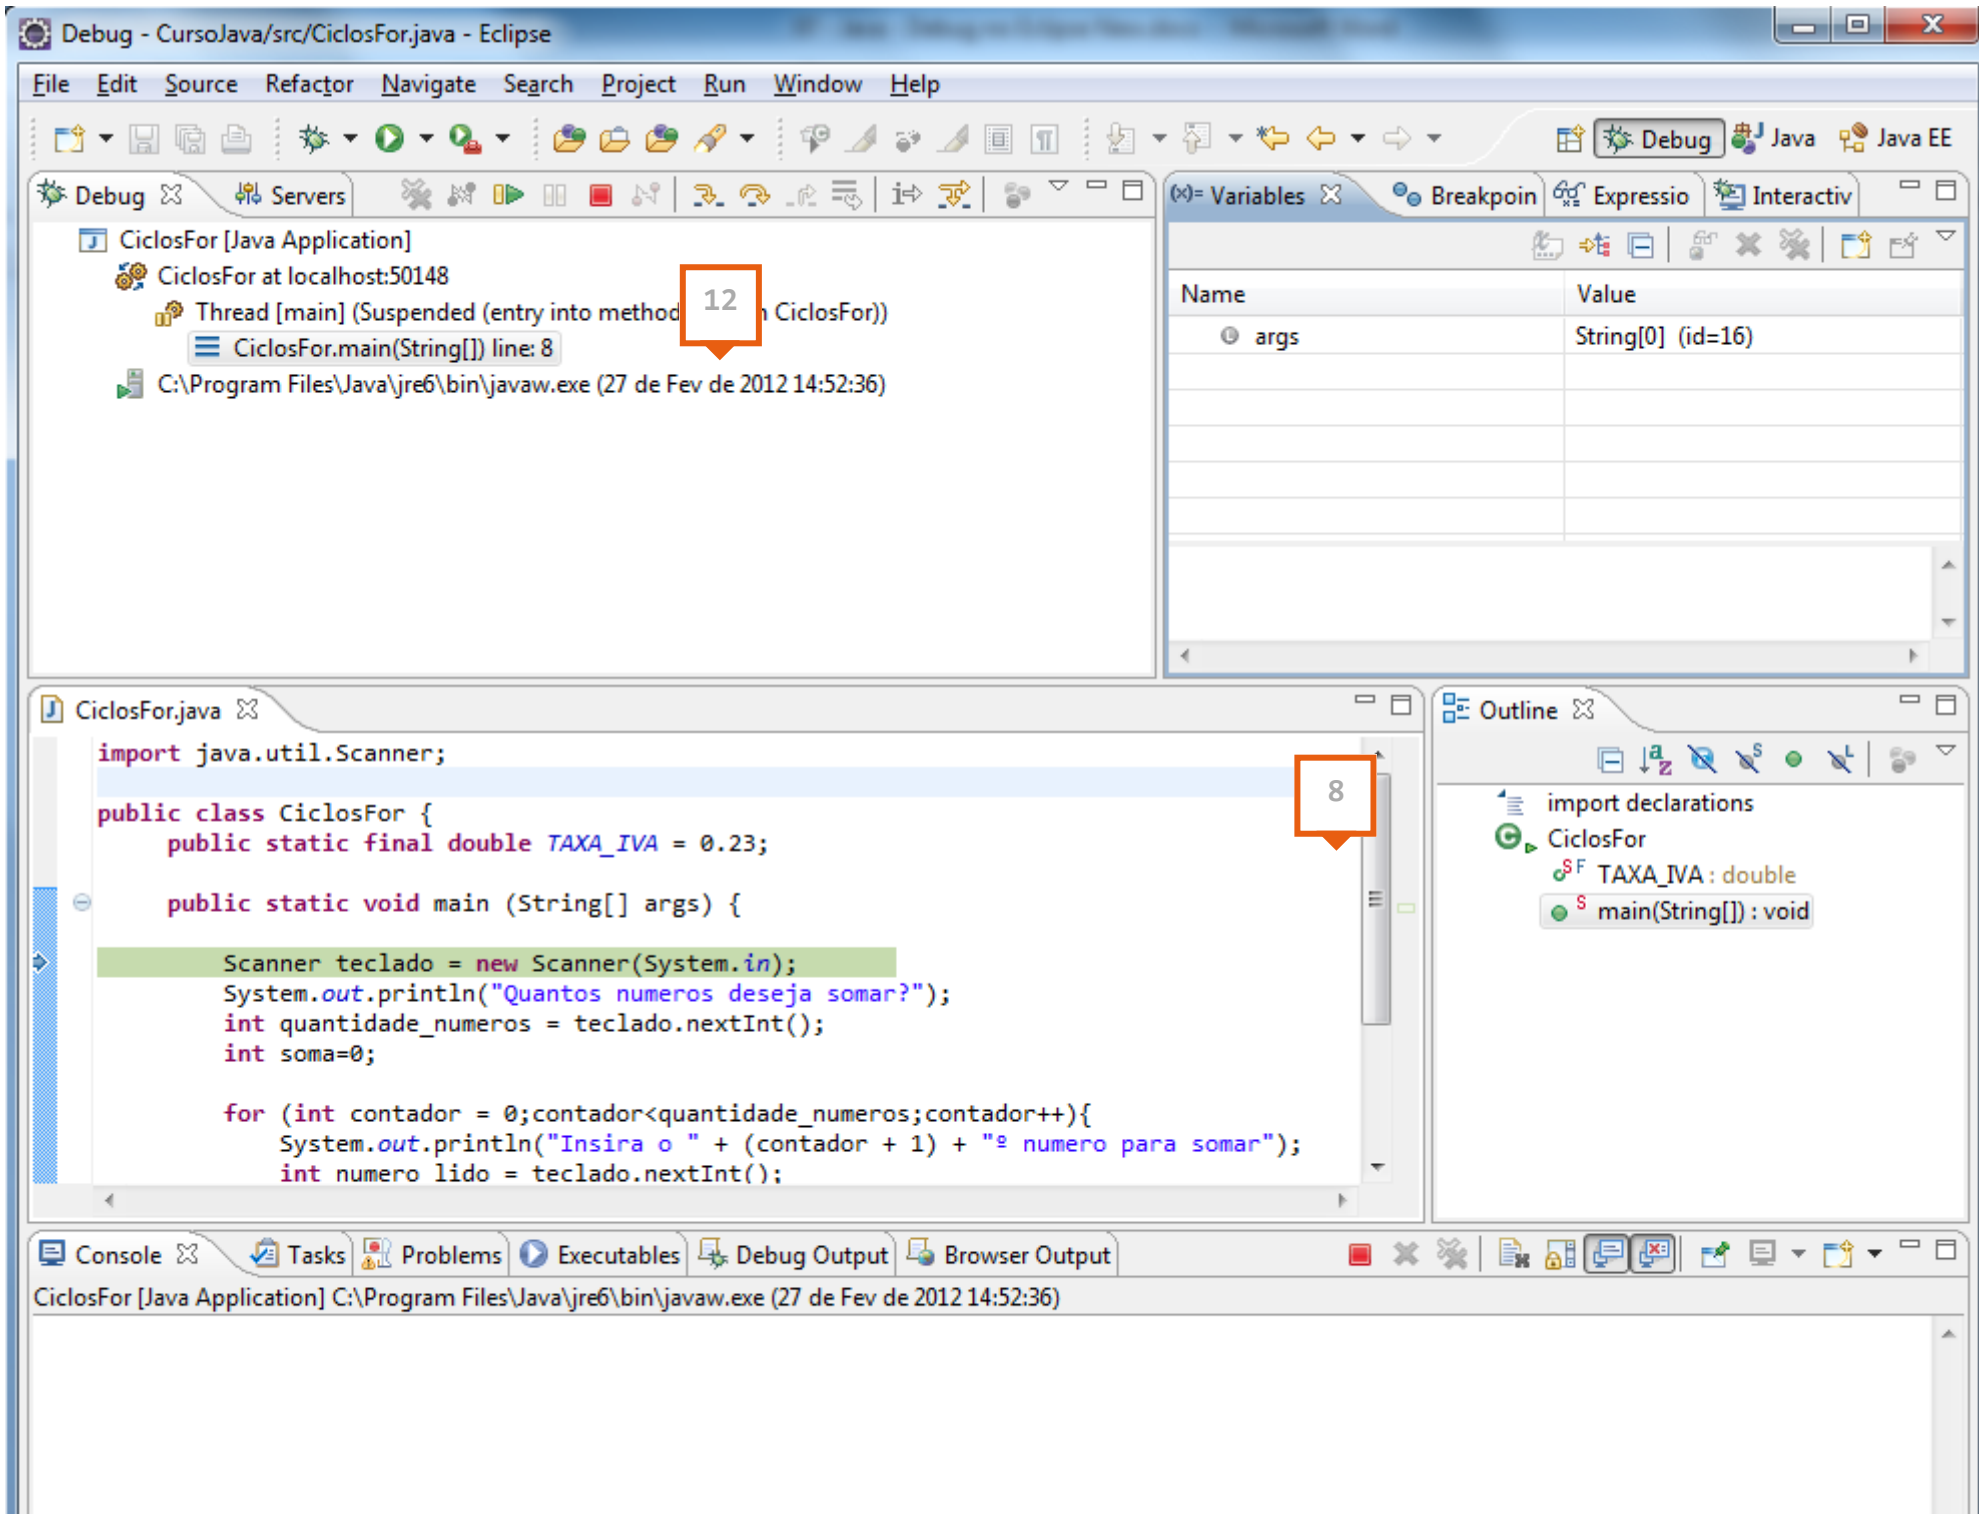 Debug - CursoJava/src/CiclosFor.java - Eclipse
File Edit Source Refactor Navigate Search Project Run Window Help
Debug Java Java EE
Debug Servers
CiclosFor [Java Application]
CiclosFor at localhost:50148
Thread [main] (Suspended (entry into method CiclosFor))
CiclosFor.main(String[]) line: 8
C:\Program Files\Java\jre6\bin\javaw.exe (27 de Fev de 2012 14:52:36)
12
(x)= Variables Breakpoin Expressio Interactiv
Name Value
args String[0] (id=16)
CiclosFor.java
import java.util.Scanner;
public class CiclosFor {
public static final double TAXA_IVA = 0.23;
public static void main (String[] args) {
Scanner teclado = new Scanner(System.in);
System.out.println("Quantos numeros deseja somar?");
int quantidade_numeros = teclado.nextInt();
int soma=0;
for (int contador = 0;contador<quantidade_numeros;contador++){
System.out.println("Insira o " + (contador + 1) + "º numero para somar");
int numero lido = teclado.nextInt();
8
Outline
import declarations
CiclosFor
TAXA_IVA : double
main(String[]) : void
Console Tasks Problems Executables Debug Output Browser Output
CiclosFor [Java Application] C:\Program Files\Java\jre6\bin\javaw.exe (27 de Fev de 2012 14:52:36)